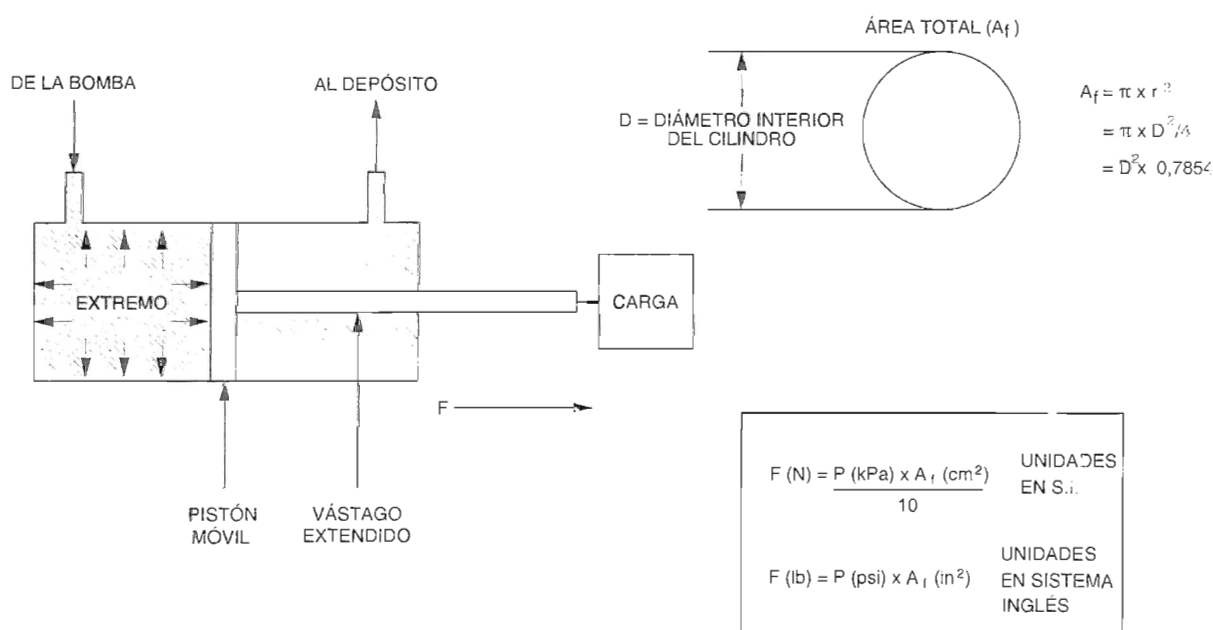 ÁREA TOTAL (Af)
DE LA BOMBA
AL DEPÓSITO
D = DIÁMETRO INTERIOR
DEL CILINDRO
Af = π x r²
= π x D²/4
= D² x 0,7854
EXTREMO
CARGA
F
PISTÓN
MÓVIL
VÁSTAGO
EXTENDIDO
F (N) = P (kPa) x Af (cm²)
10
UNIDADES
EN S.I.
F (lb) = P (psi) x Af (in²)
UNIDADES
EN SISTEMA
INGLÉS